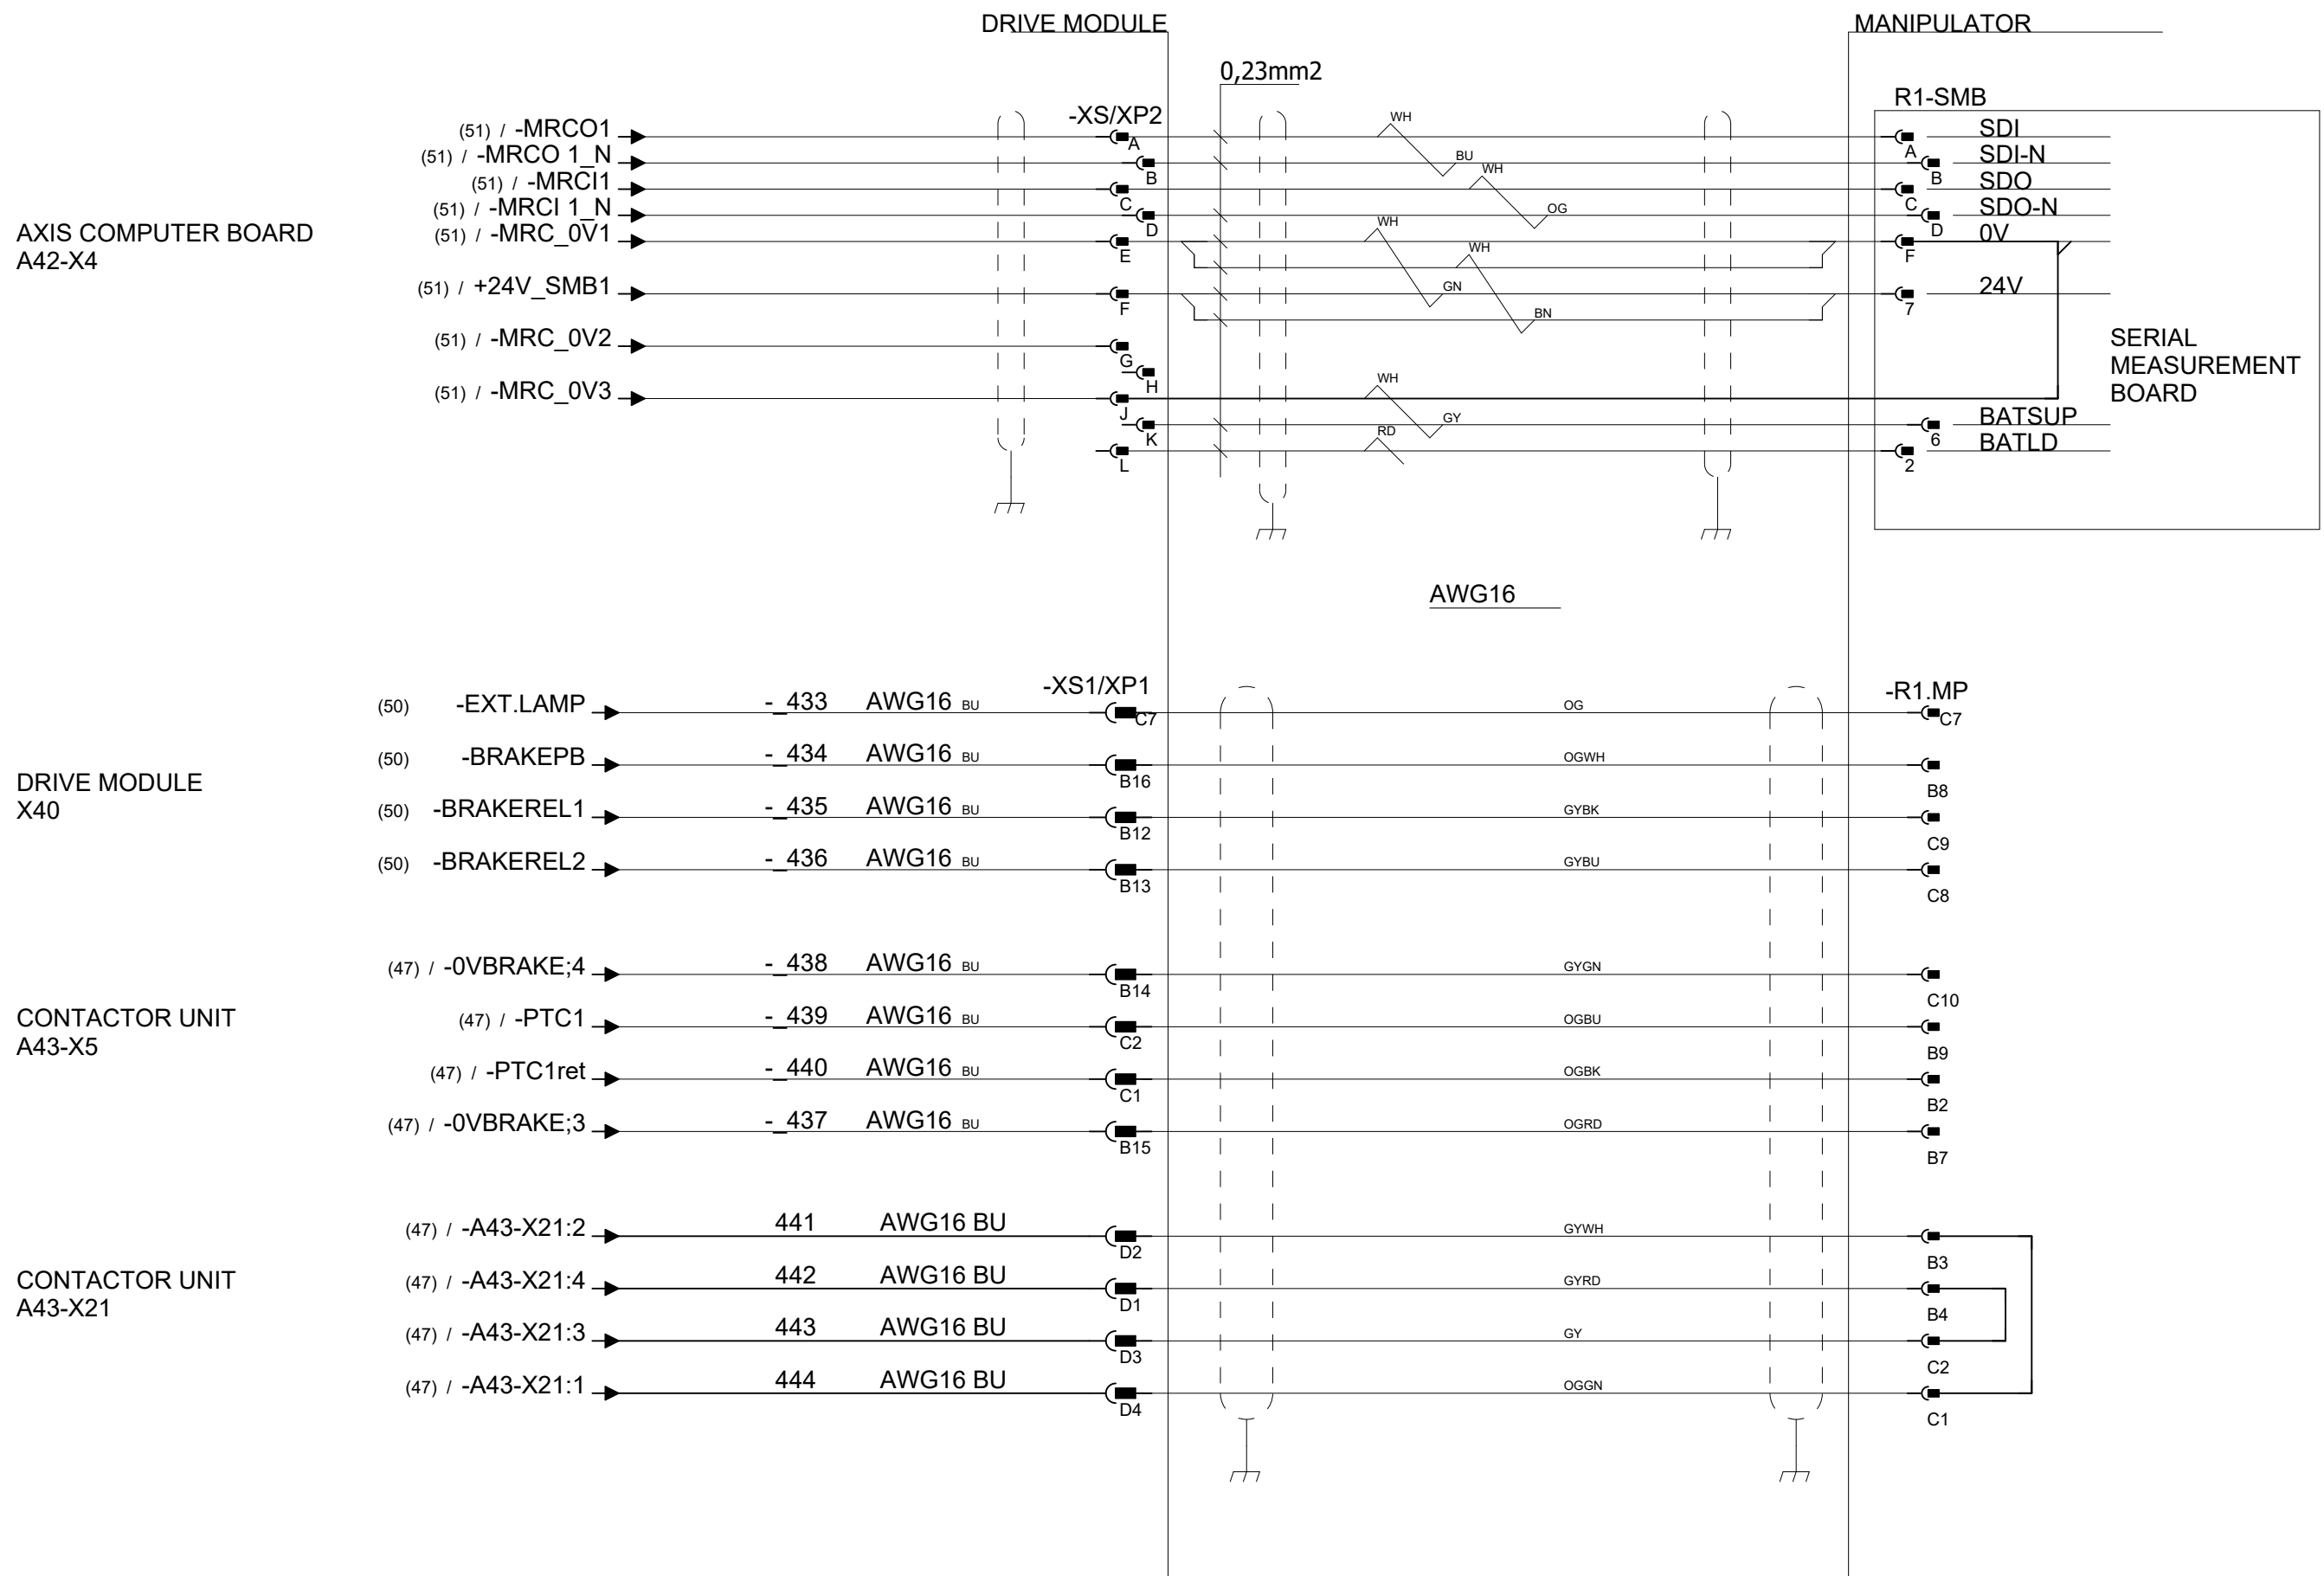 DRIVE MODULE
MANIPULATOR
0,23mm2
-XS/XP2
R1-SMB
(51) / -MRCO1
A
WH
A
SDI
(51) / -MRCO 1_N
B
BU
B
SDI-N
(51) / -MRCI1
C
WH
C
SDO
(51) / -MRCI 1_N
D
OG
D
SDO-N
AXIS COMPUTER BOARD
A42-X4
(51) / -MRC_0V1
E
WH
F
0V
WH
(51) / +24V_SMB1
F
GN
7
24V
BN
(51) / -MRC_0V2
G
H
SERIAL
MEASUREMENT
BOARD
(51) / -MRC_0V3
J
WH
K
GY
6
BATSUP
L
RD
2
BATLD
AWG16
-XS1/XP1
-R1.MP
(50) -EXT.LAMP
-_433 AWG16 BU
C7
OG
C7
DRIVE MODULE
X40
(50) -BRAKEPB
-_434 AWG16 BU
B16
OGWH
B8
(50) -BRAKEREL1
-_435 AWG16 BU
B12
GYBK
C9
(50) -BRAKEREL2
-_436 AWG16 BU
B13
GYBU
C8
(47) / -0VBRAKE;4
-_438 AWG16 BU
B14
GYGN
C10
CONTACTOR UNIT
A43-X5
(47) / -PTC1
-_439 AWG16 BU
C2
OGBU
B9
(47) / -PTC1ret
-_440 AWG16 BU
C1
OGBK
B2
(47) / -0VBRAKE;3
-_437 AWG16 BU
B15
OGRD
B7
(47) / -A43-X21:2
441 AWG16 BU
D2
GYWH
B3
CONTACTOR UNIT
A43-X21
(47) / -A43-X21:4
442 AWG16 BU
D1
GYRD
B4
(47) / -A43-X21:3
443 AWG16 BU
D3
GY
C2
(47) / -A43-X21:1
444 AWG16 BU
D4
OGGN
C1